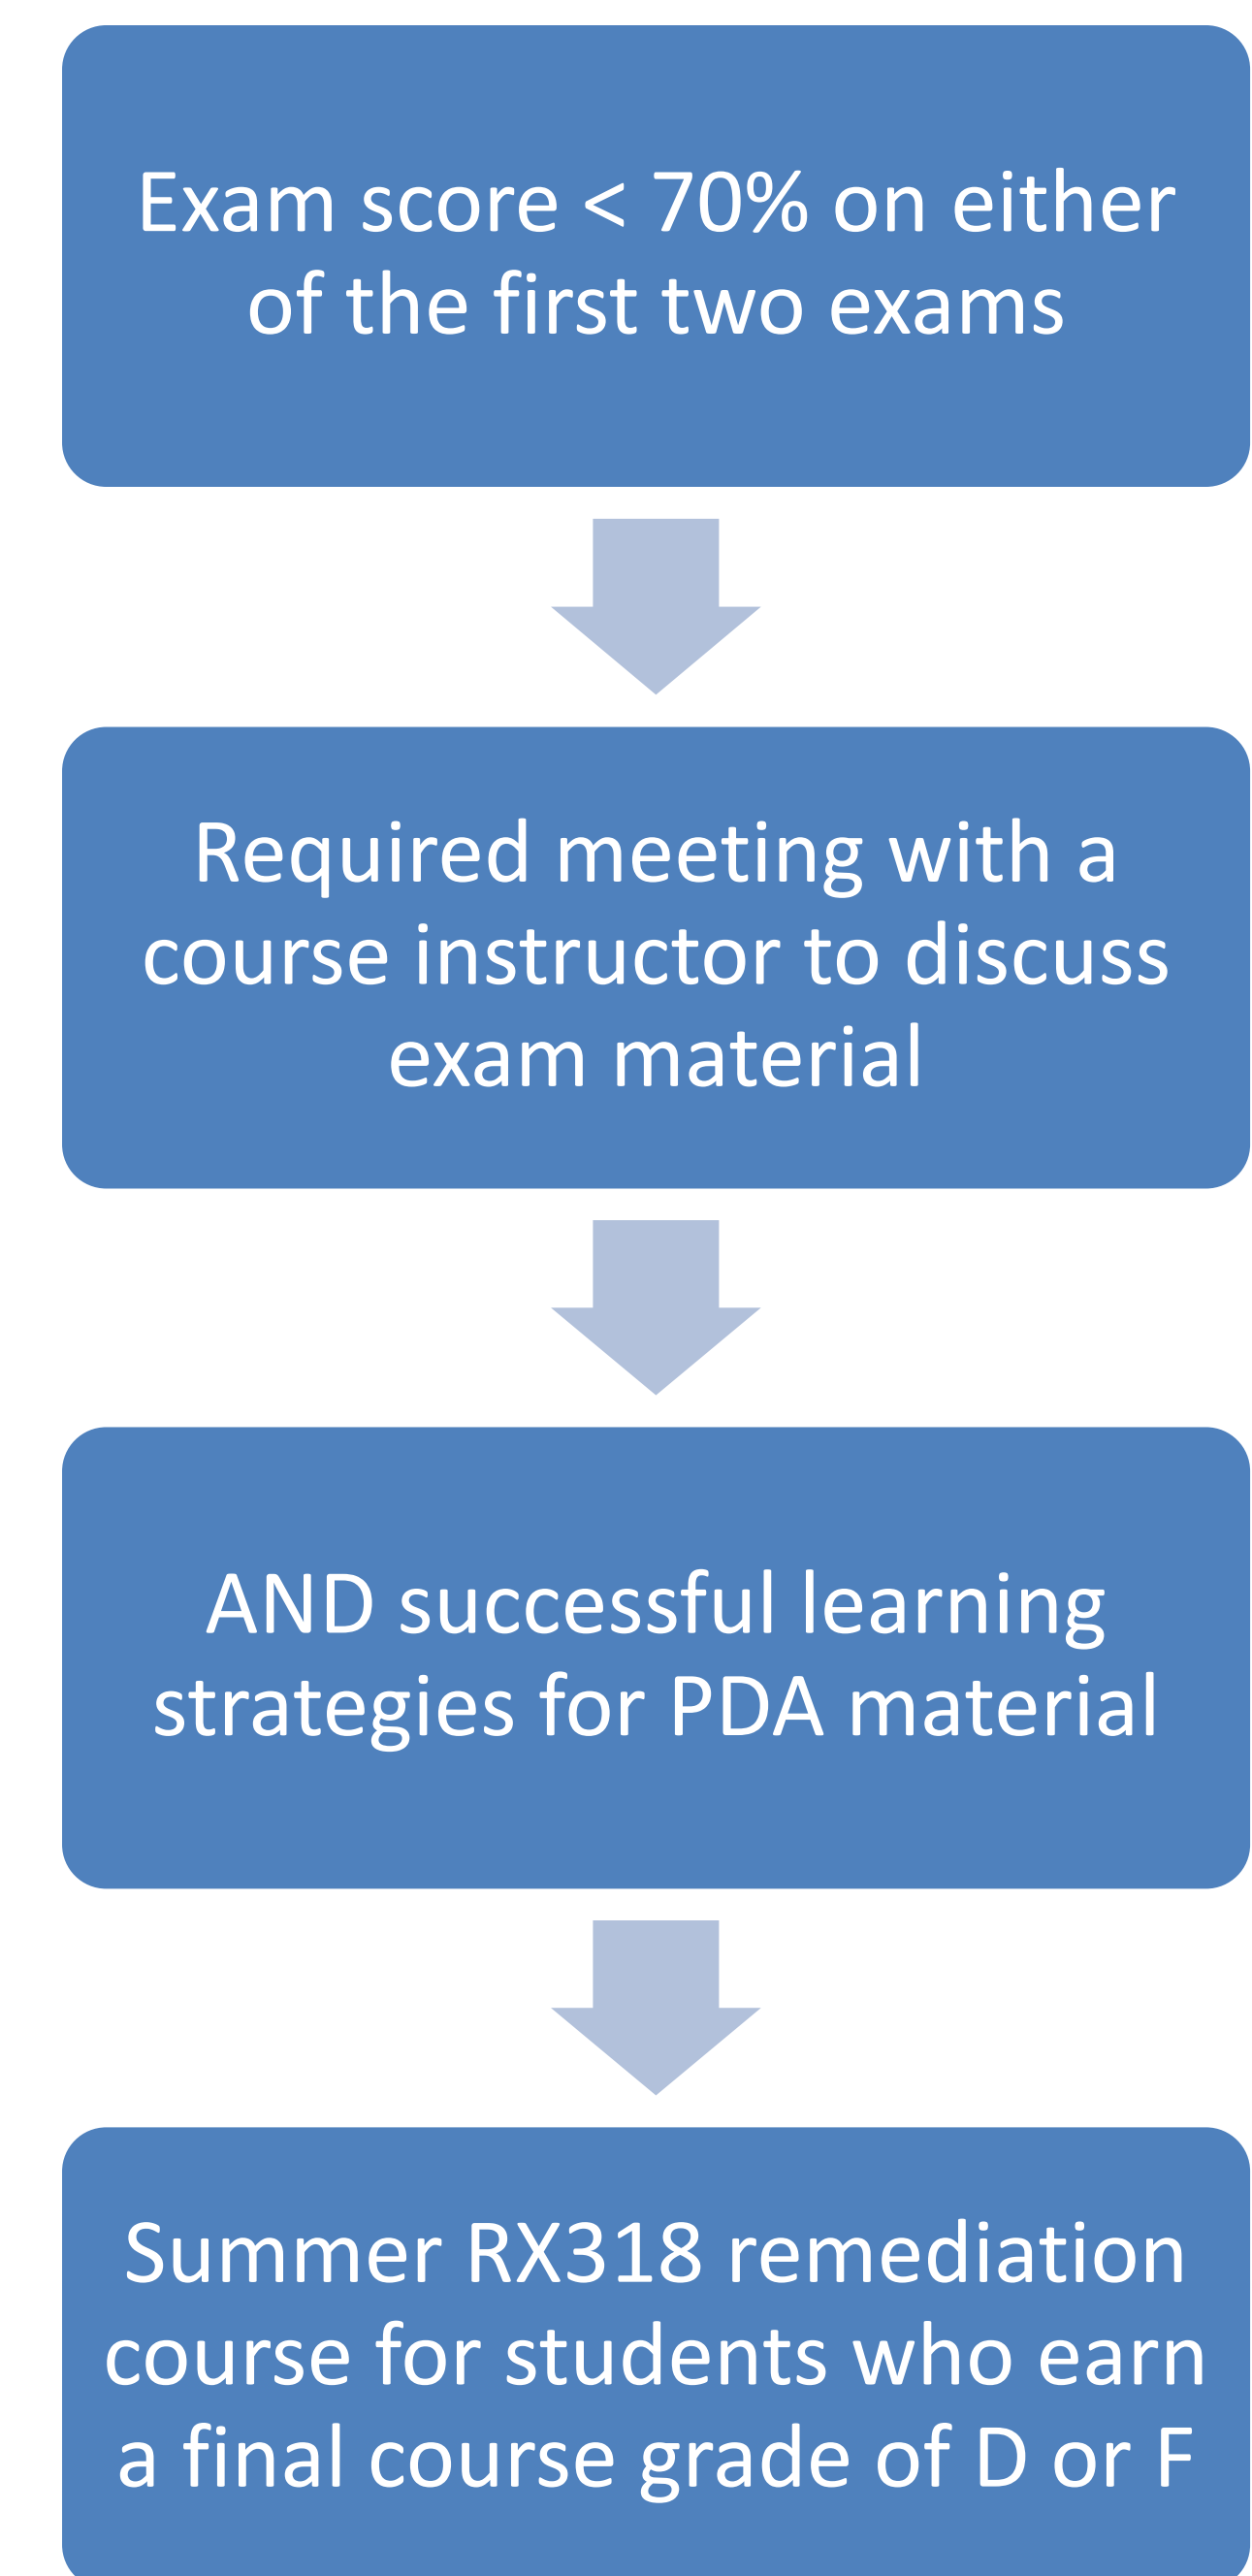 Exam score < 70% on either
of the first two exams
Required meeting with a
course instructor to discuss
exam material
AND successful learning
strategies for PDA material
Summer RX318 remediation
course for students who earn
a final course grade of D or F